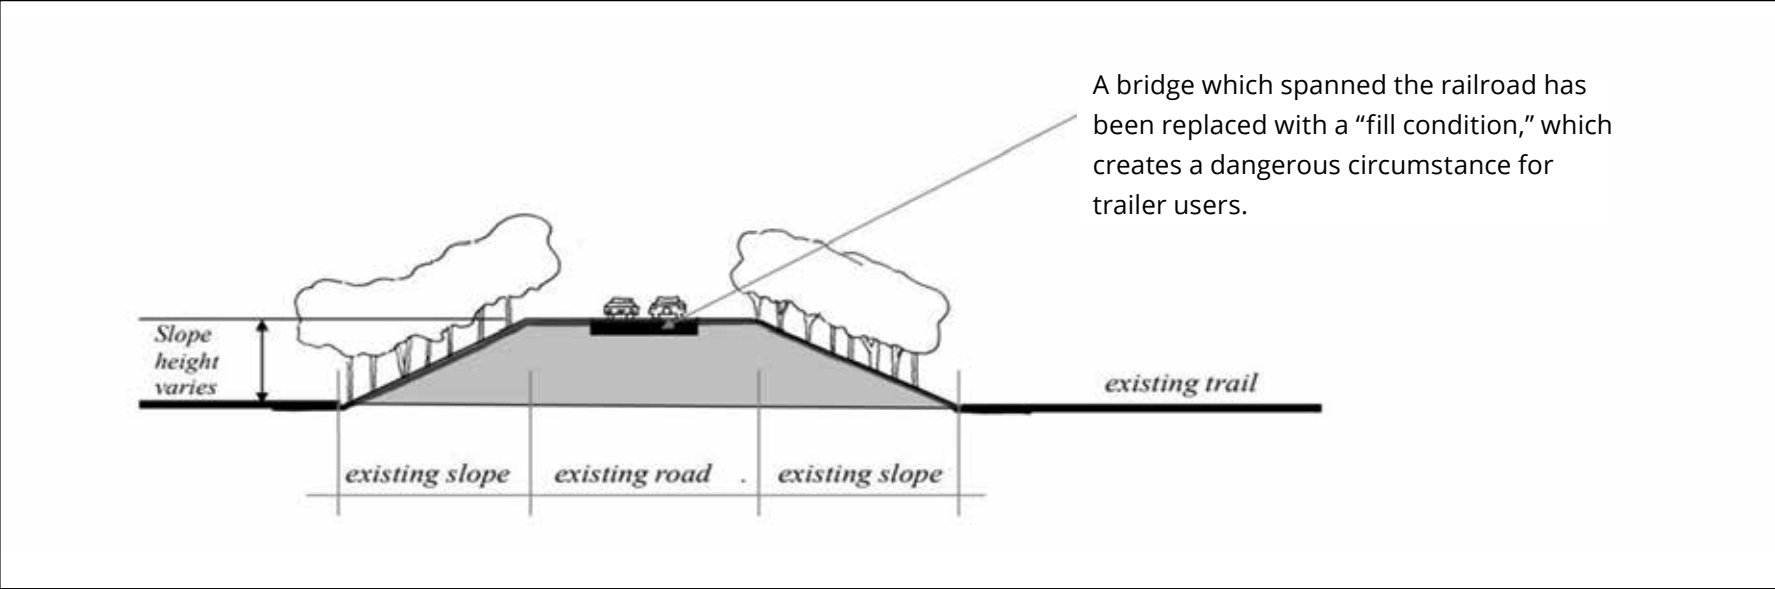 A bridge which spanned the railroad has
been replaced with a “fill condition,” which
creates a dangerous circumstance for
trailer users.
Slope
height
varies
existing trail
existing slope
existing road .
existing slope